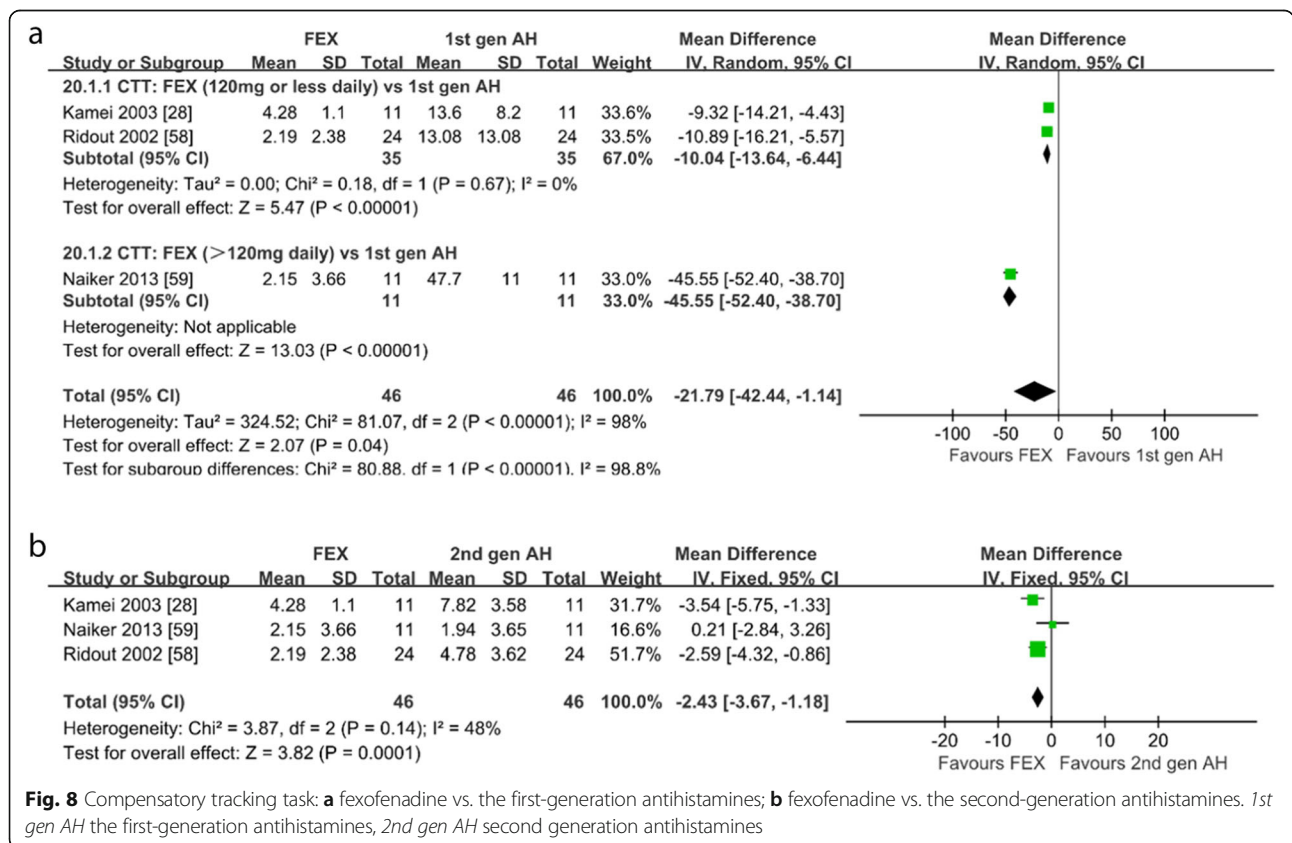 a
FEX 1st gen AH Mean Difference Mean Difference
Study or Subgroup Mean SD Total Mean SD Total Weight IV, Random, 95% CI IV, Random, 95% CI
20.1.1 CTT: FEX (120mg or less daily) vs 1st gen AH
Kamei 2003 [28] 4.28 1.1 11 13.6 8.2 11 33.6% -9.32 [-14.21, -4.43]
Ridout 2002 [58] 2.19 2.38 24 13.08 13.08 24 33.5% -10.89 [-16.21, -5.57]
Subtotal (95% CI) 35 35 67.0% -10.04 [-13.64, -6.44]
Heterogeneity: Tau² = 0.00; Chi² = 0.18, df = 1 (P = 0.67); I² = 0%
Test for overall effect: Z = 5.47 (P < 0.00001)
20.1.2 CTT: FEX (>120mg daily) vs 1st gen AH
Naiker 2013 [59] 2.15 3.66 11 47.7 11 11 33.0% -45.55 [-52.40, -38.70]
Subtotal (95% CI) 11 11 33.0% -45.55 [-52.40, -38.70]
Heterogeneity: Not applicable
Test for overall effect: Z = 13.03 (P < 0.00001)
Total (95% CI) 46 46 100.0% -21.79 [-42.44, -1.14]
Heterogeneity: Tau² = 324.52; Chi² = 81.07, df = 2 (P < 0.00001); I² = 98%
Test for overall effect: Z = 2.07 (P = 0.04)
Test for subgroup differences: Chi² = 80.88, df = 1 (P < 0.00001), I² = 98.8%
-100 -50 0 50 100
Favours FEX Favours 1st gen AH
b
FEX 2nd gen AH Mean Difference Mean Difference
Study or Subgroup Mean SD Total Mean SD Total Weight IV, Fixed, 95% CI IV, Fixed, 95% CI
Kamei 2003 [28] 4.28 1.1 11 7.82 3.58 11 31.7% -3.54 [-5.75, -1.33]
Naiker 2013 [59] 2.15 3.66 11 1.94 3.65 11 16.6% 0.21 [-2.84, 3.26]
Ridout 2002 [58] 2.19 2.38 24 4.78 3.62 24 51.7% -2.59 [-4.32, -0.86]
Total (95% CI) 46 46 100.0% -2.43 [-3.67, -1.18]
Heterogeneity: Chi² = 3.87, df = 2 (P = 0.14); I² = 48%
Test for overall effect: Z = 3.82 (P = 0.0001)
-20 -10 0 10 20
Favours FEX Favours 2nd gen AH
Fig. 8 Compensatory tracking task: a fexofenadine vs. the first-generation antihistamines; b fexofenadine vs. the second-generation antihistamines. 1st
gen AH the first-generation antihistamines, 2nd gen AH second generation antihistamines